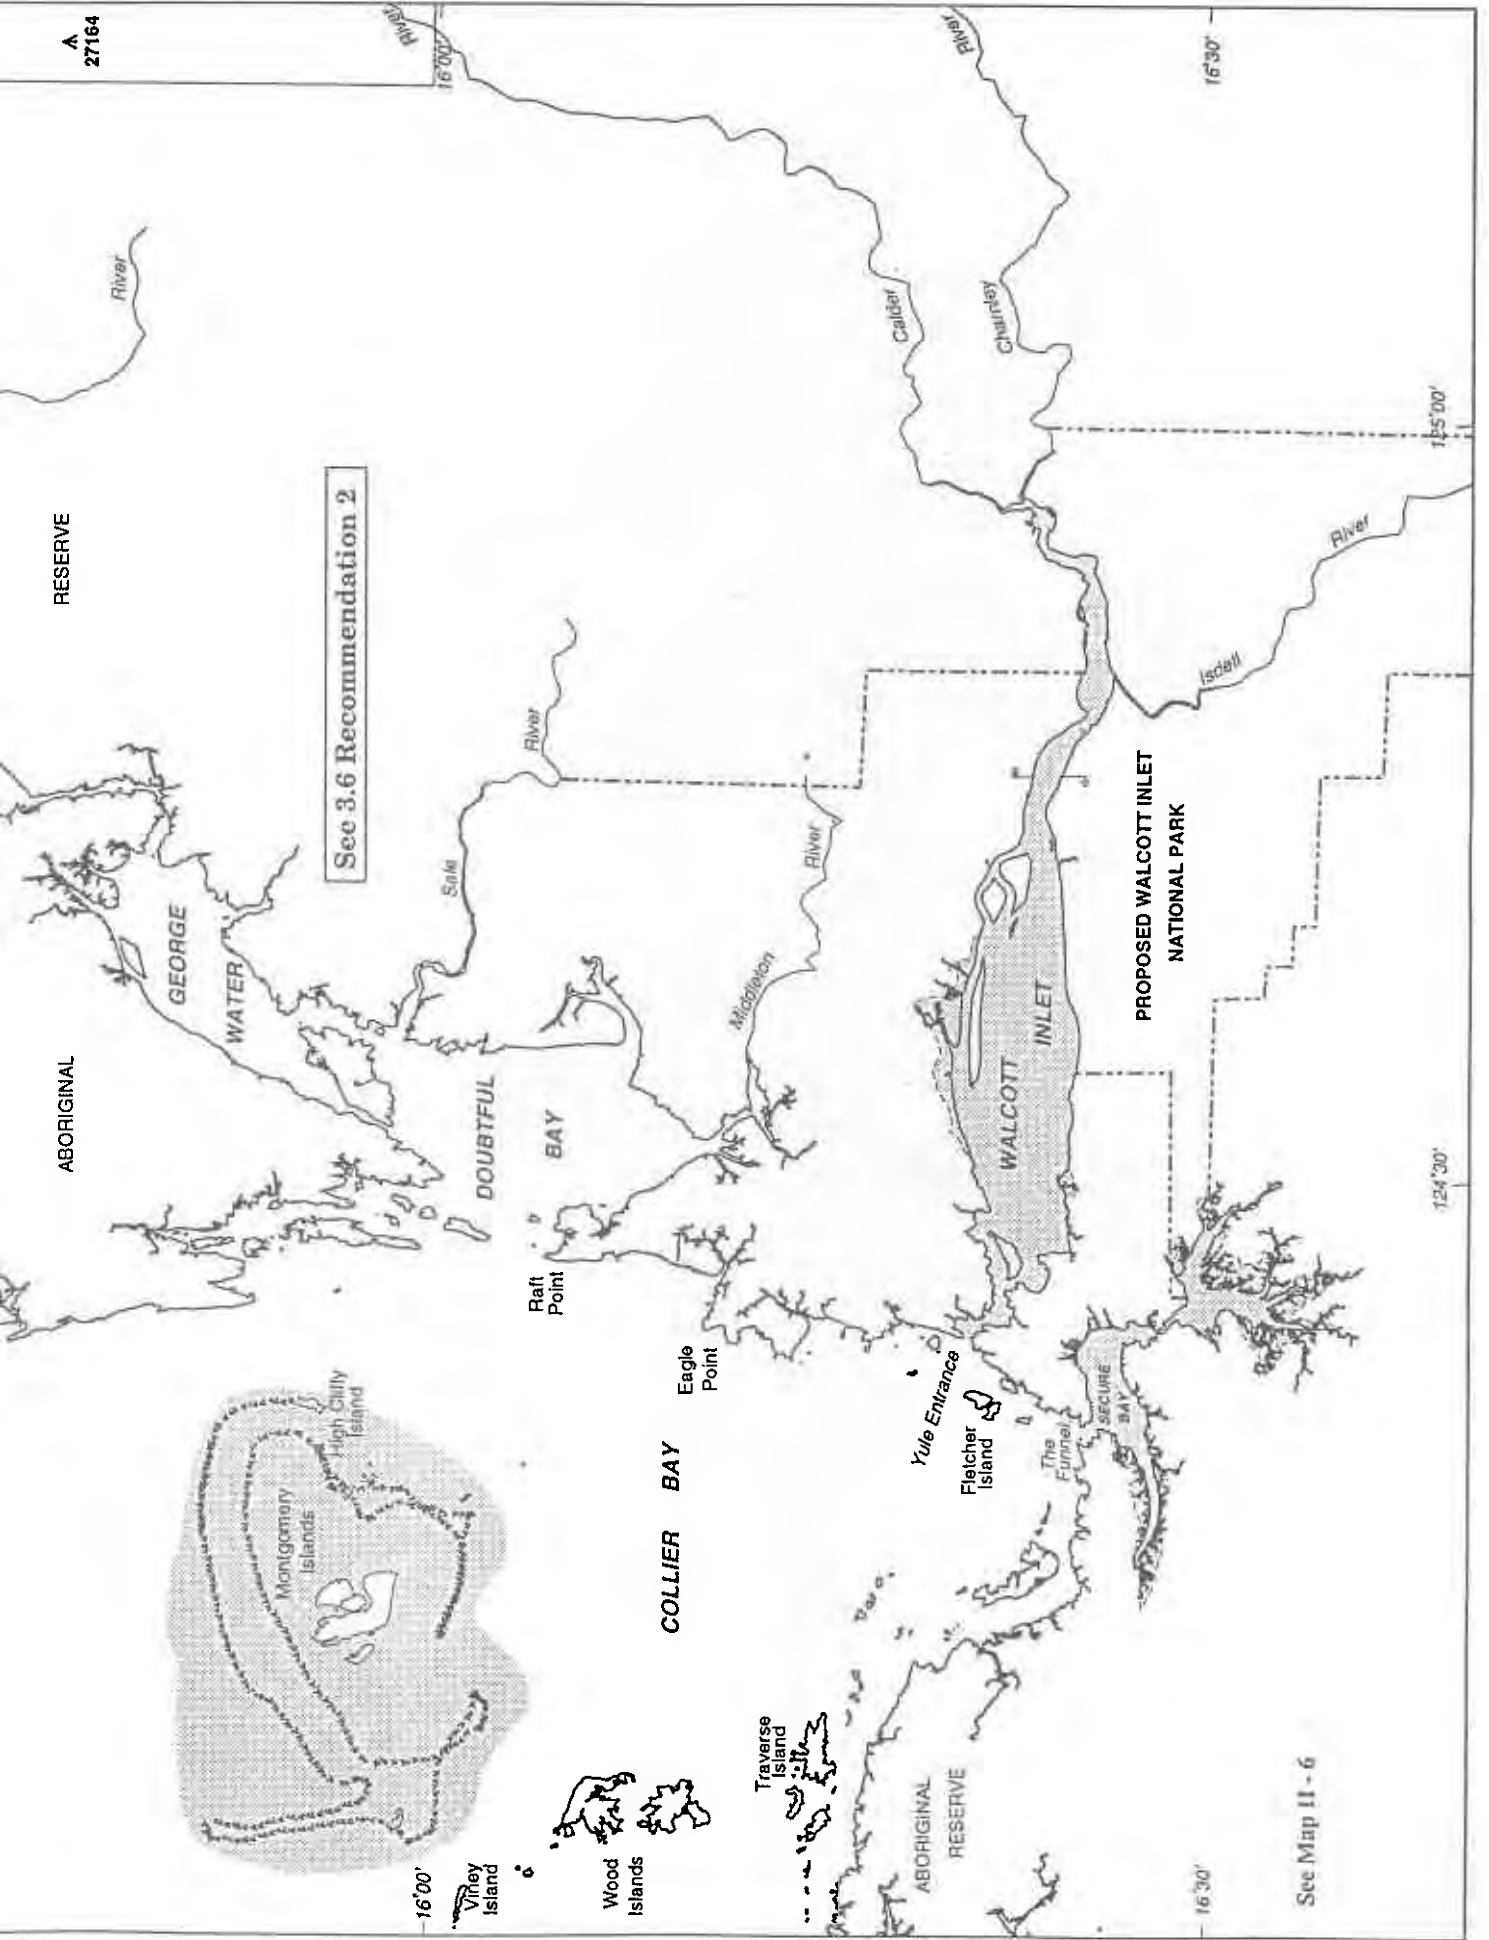 27164
16°00'
River
River
16°30'
River
RESERVE
See 3.6 Recommendation 2
Calder
Charnley
125°00'
River
Isdell
River
Sale
River
Middleton
GEORGE
WATER
ABORIGINAL
DOUBTFUL
BAY
WALCOTT
INLET
PROPOSED WALCOTT INLET
NATIONAL PARK
124°30'
Raft
Point
Eagle
Point
Yule Entrance
Fletcher
Island
The
Funnel
SECURE
BAY
High Cliffy
Island
Montgomery
Islands
COLLIER BAY
Traverse
Island
Wood
Islands
Viney
Island
16°00'
ABORIGINAL
RESERVE
16°30'
See Map II - 6